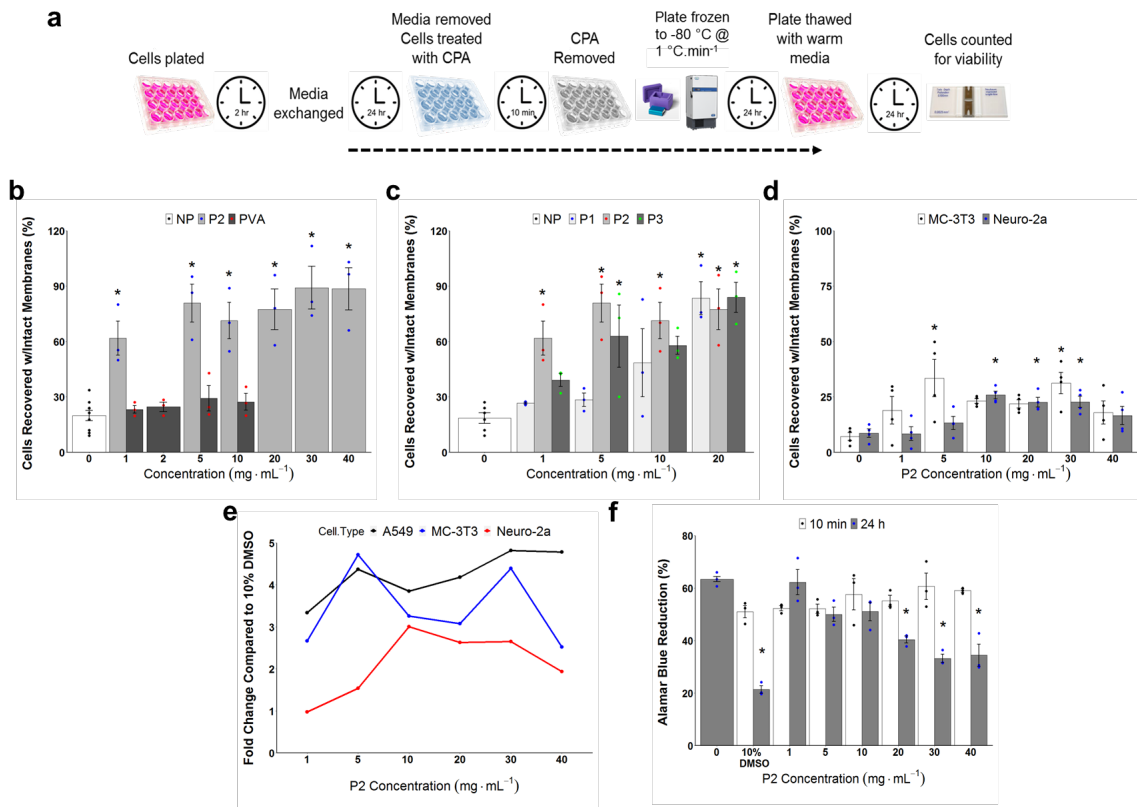 a
Cells plated
2 hr
Media exchanged
24 hr
Media removed
Cells treated
with CPA
10 min
CPA
Removed
Plate frozen
to -80 °C @
1 °C.min⁻¹
24 hr
Plate thawed
with warm
media
24 hr
Cells counted
for viability
b
NP P2 PVA
Cells Recovered w/Intact Membranes (%)
120
90
60
30
0
* * * * * *
0 1 2 5 10 20 30 40
Concentration (mg · mL⁻¹)
c
NP P1 P2 P3
Cells Recovered w/Intact Membranes (%)
120
90
60
30
0
* * * * * * *
0 1 5 10 20
Concentration (mg · mL⁻¹)
d
MC-3T3 Neuro-2a
Cells Recovered w/Intact Membranes (%)
100
75
50
25
0
* * * * *
0 1 5 10 20 30 40
P2 Concentration (mg · mL⁻¹)
e
Cell.Type A549 MC-3T3 Neuro-2a
Fold Change Compared to 10% DMSO
5
4
3
2
1
0
1 5 10 20 30 40
P2 Concentration (mg · mL⁻¹)
f
10 min 24 h
Alamar Blue Reduction (%)
80
60
40
20
0
* * * *
0 10% DMSO 1 5 10 20 30 40
P2 Concentration (mg · mL⁻¹)